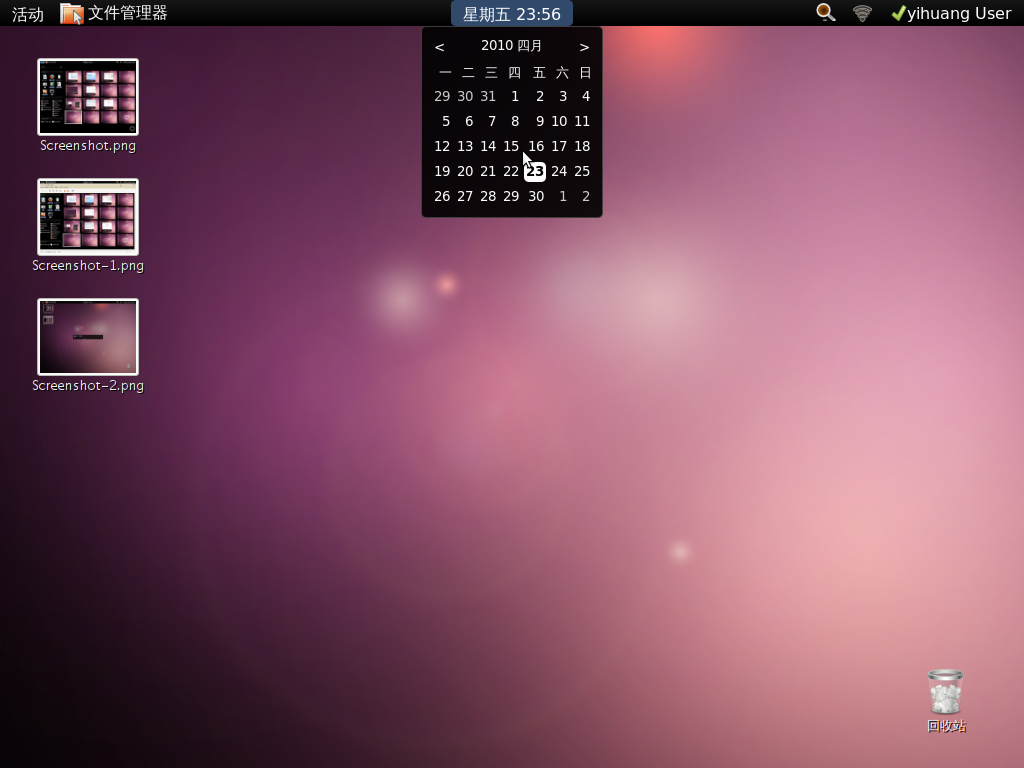 活动 文件管理器 星期五 23:56 yihuang User
< 2010 四月 >
一 二 三 四 五 六 日
29 30 31 1 2 3 4
5 6 7 8 9 10 11
12 13 14 15 16 17 18
19 20 21 22 23 24 25
26 27 28 29 30 1 2
Screenshot.png
Screenshot-1.png
Screenshot-2.png
回收站